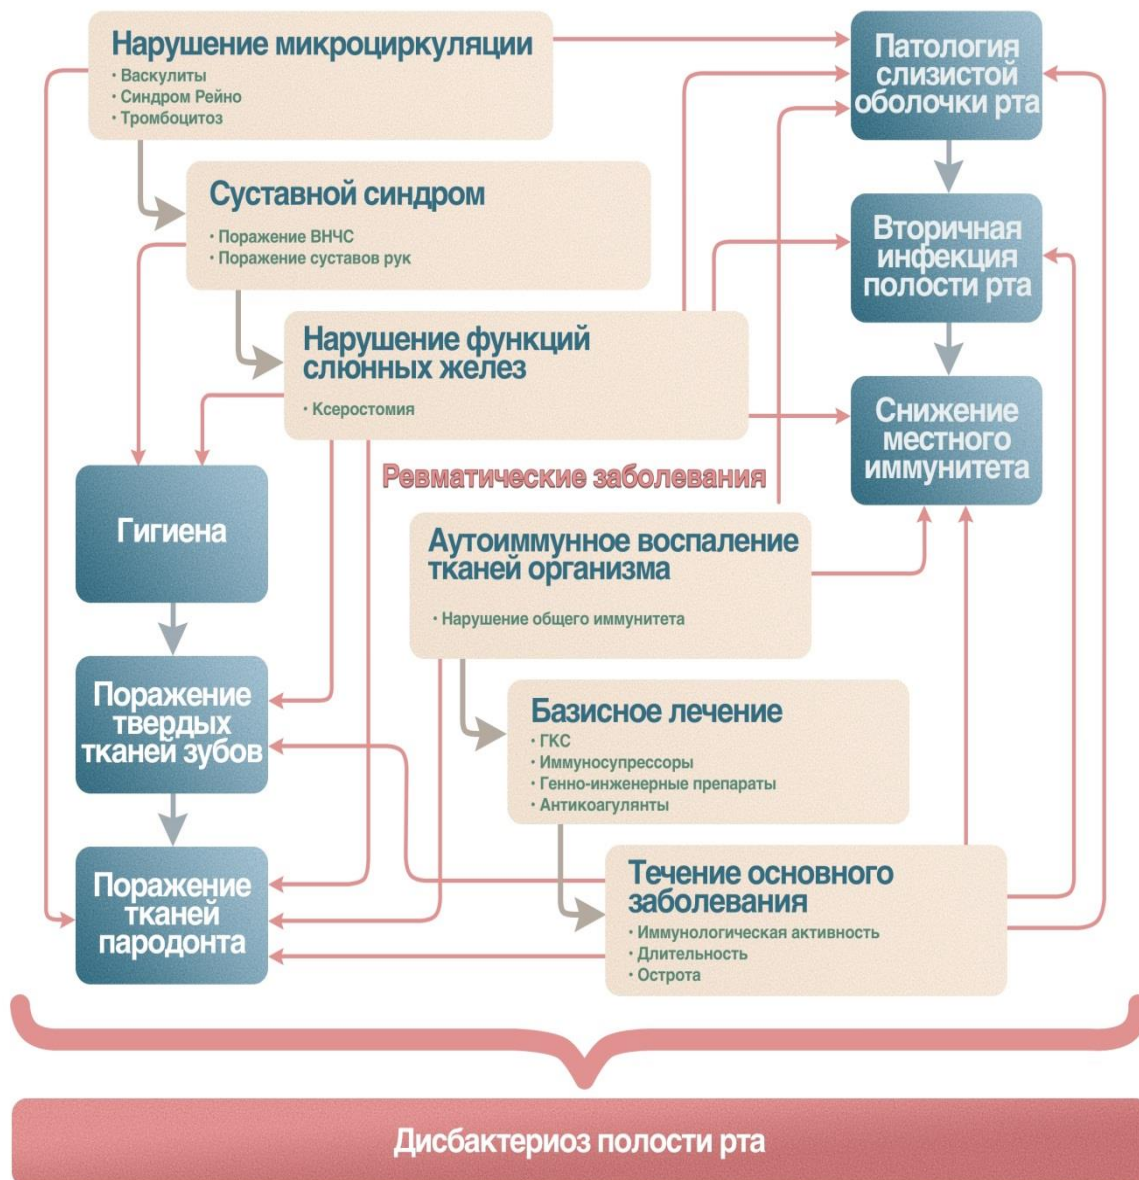 Нарушение микроциркуляции
• Васкулиты
• Синдром Рейно
• Тромбоцитоз
Патология
слизистой
оболочки рта
Суставной синдром
• Поражение ВНЧС
• Поражение суставов рук
Вторичная
инфекция
полости рта
Нарушение функций
слюнных желез
• Ксеростомия
Снижение
местного
иммунитета
Ревматические заболевания
Гигиена
Аутоиммунное воспаление
тканей организма
• Нарушение общего иммунитета
Поражение
твердых
тканей зубов
Базисное лечение
• ГКС
• Иммуносупрессоры
• Генно-инженерные препараты
• Антикоагулянты
Поражение
тканей
пародонта
Течение основного
заболевания
• Иммунологическая активность
• Длительность
• Острота
Дисбактериоз полости рта